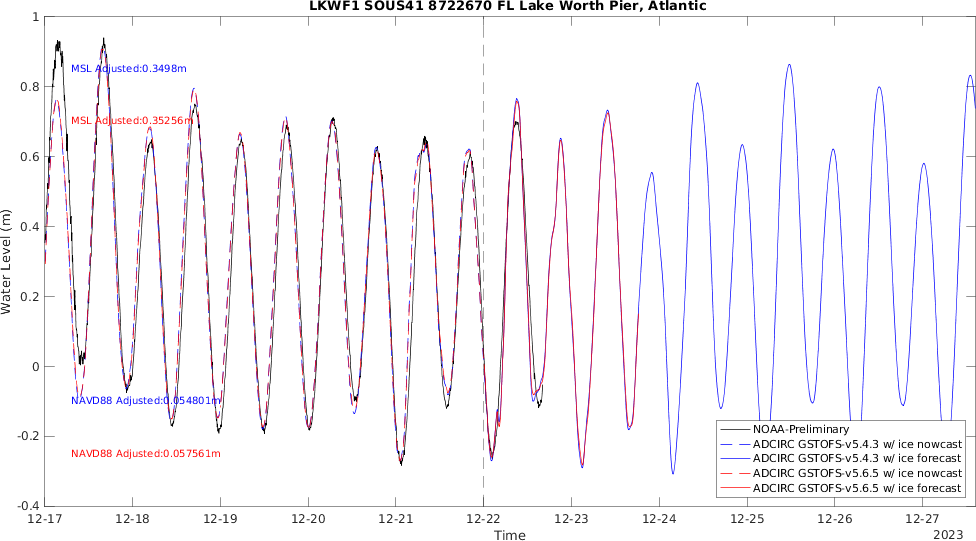 LKWF1 SOUS41 8722670 FL Lake Worth Pier, Atlantic
1
0.8
0.6
0.4
0.2
0
-0.2
-0.4
Water Level (m)
MSL Adjusted:0.3498m
MSL Adjusted:0.35256m
NAVD88 Adjusted:0.054801m
NAVD88 Adjusted:0.057561m
NOAA-Preliminary
ADCIRC GSTOFS-v5.4.3 w/ ice nowcast
ADCIRC GSTOFS-v5.4.3 w/ ice forecast
ADCIRC GSTOFS-v5.6.5 w/ ice nowcast
ADCIRC GSTOFS-v5.6.5 w/ ice forecast
12-17 12-18 12-19 12-20 12-21 12-22 12-23 12-24 12-25 12-26 12-27
Time
2023